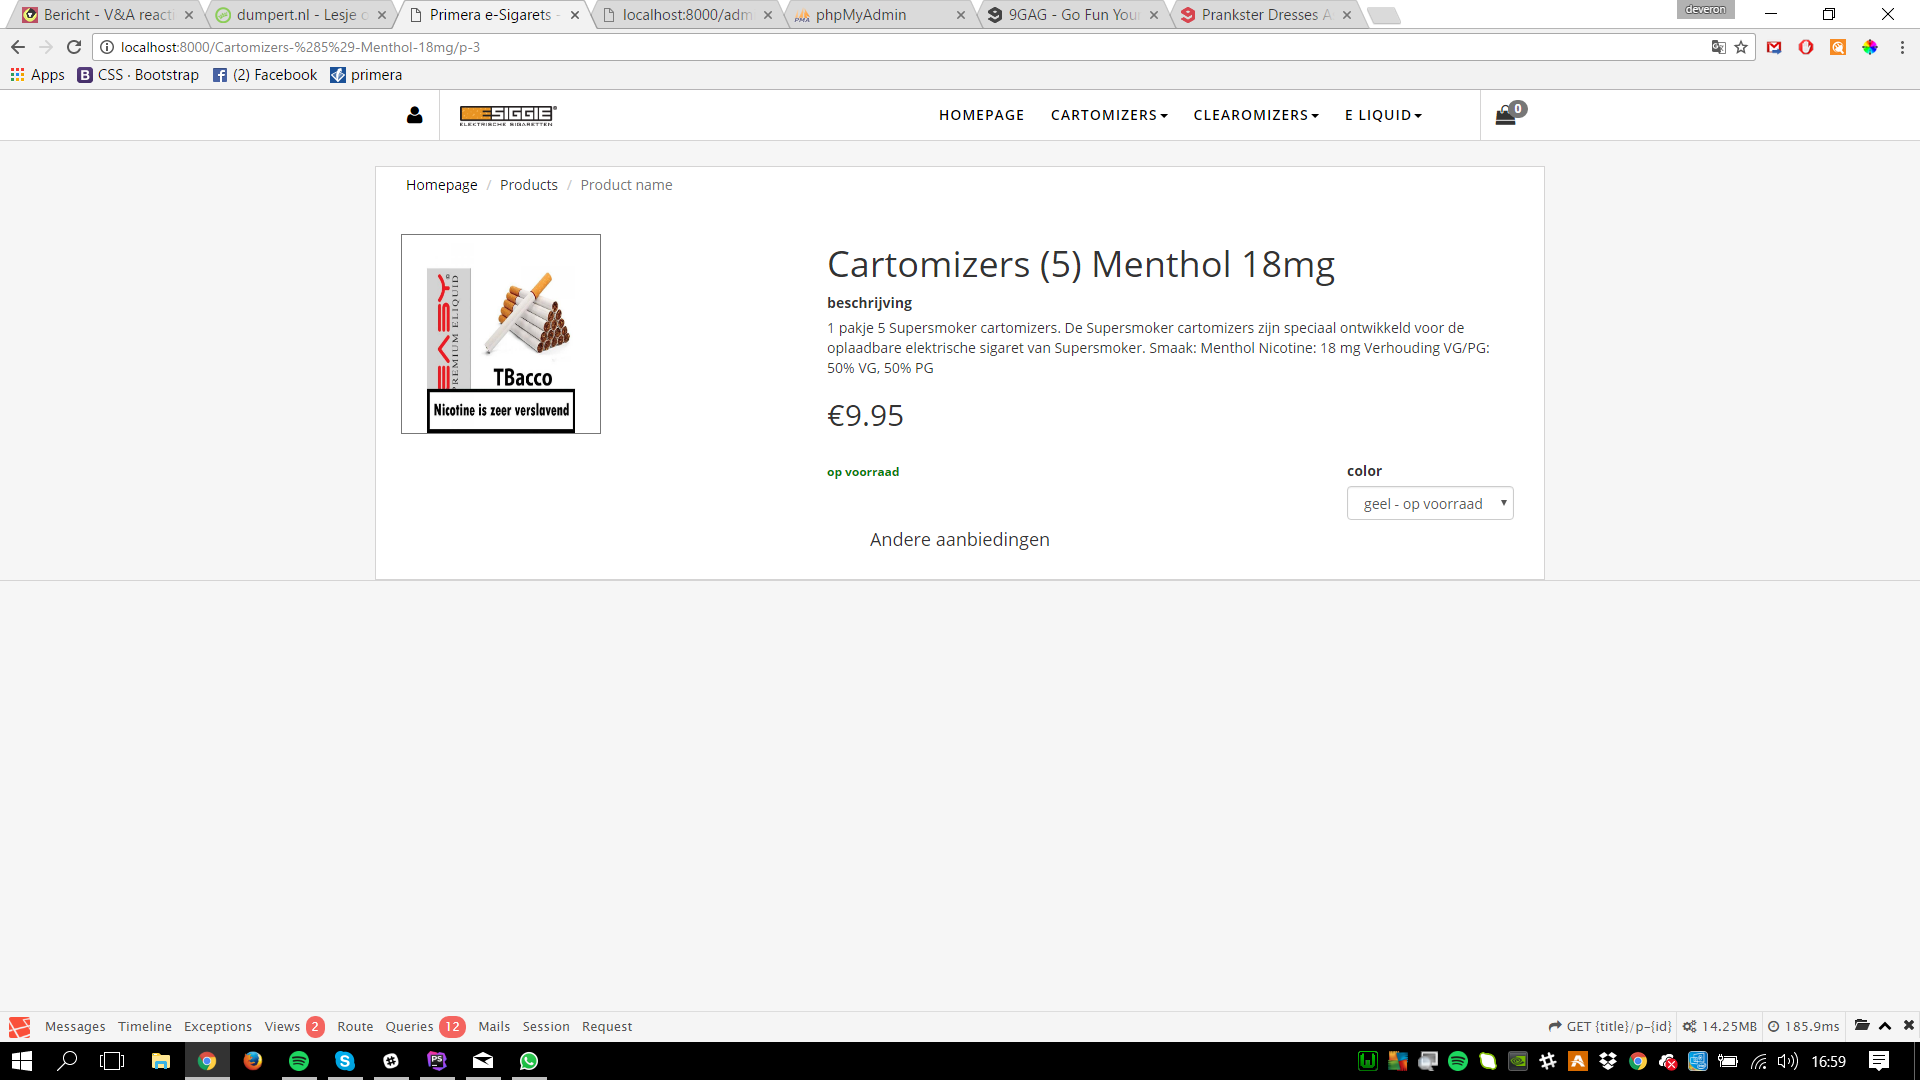 deveron
Bericht - V&A reacti
dumpert.nl - Lesje o
Primera e-Sigarets -
localhost:8000/adm
phpMyAdmin
9GAG - Go Fun You
Prankster Dresses A
localhost:8000/Cartomizers-%285%29-Menthol-18mg/p-3
Apps
CSS · Bootstrap
(2) Facebook
primera
DESIGGIE
ELEKTRISCHE SIGARETTEN
HOMEPAGE
CARTOMIZERS
CLEAROMIZERS
E LIQUID
0
Homepage / Products / Product name
PREMIUM ELIQUID
TBacco
Nicotine is zeer verslavend
Cartomizers (5) Menthol 18mg
beschrijving
1 pakje 5 Supersmoker cartomizers. De Supersmoker cartomizers zijn speciaal ontwikkeld voor de
oplaadbare elektrische sigaret van Supersmoker. Smaak: Menthol Nicotine: 18 mg Verhouding VG/PG:
50% VG, 50% PG
€9.95
op voorraad
color
geel - op voorraad
Andere aanbiedingen
Messages Timeline Exceptions Views 2 Route Queries 12 Mails Session Request
GET {title}/p-{id} 14.25MB 185.9ms
16:59